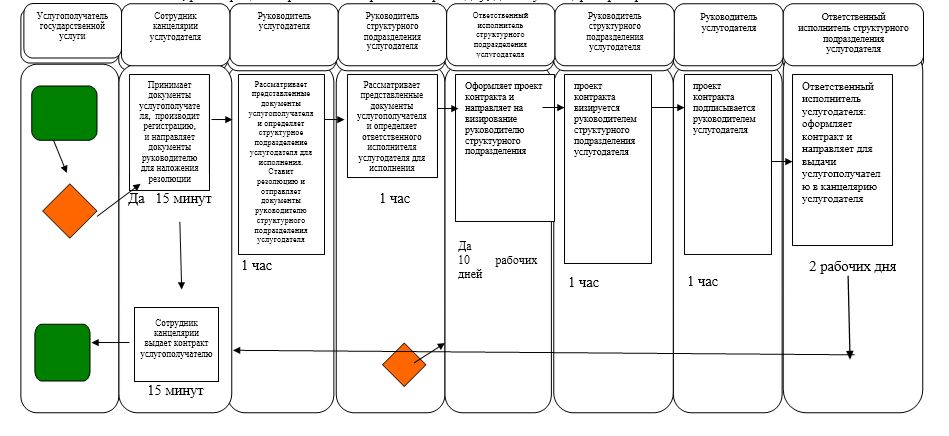 Услугополучатель
государственной
услуги
Сотрудник
канцелярии
услугодателя
Руководитель
услугодателя
Руководитель
структурного
подразделения
услугодателя
Ответственный
исполнитель
структурного
подразделения
услугодателя
Руководитель
структурного
подразделения
услугодателя
Руководитель
услугодателя
Ответственный
исполнитель структурного
подразделения
услугодателя
Принимает
документы
услугополучате
ля, производит
регистрацию,
и направляет
документы
руководителю
для наложения
резолюции
Да 15 минут
Рассматривает
представленные
документы
услугополучателя
и определяет
структурное
подразделение
услугодателя для
исполнения.
Ставит
резолюцию и
отправляет
документы
руководителю
структурного
подразделения
услугодателя
1 час
Рассматривает
представленные
документы
услугополучателя
и определяет
ответственного
исполнителя
услугодателя для
исполнения
1 час
Оформляет проект
контракта и
направляет на
визирование
руководителю
структурного
подразделения
Да
10 рабочих
дней
проект
контракта
визируется
руководителем
структурного
подразделения
услугодателя
1 час
проект
контракта
подписывается
руководителем
услугодателя
1 час
Ответственный
исполнитель
услугодателя:
оформляет
контракт и
направляет для
выдачи
услугополучател
ю в канцелярию
услугодателя
2 рабочих дня
Сотрудник
канцелярии
выдает контракт
услугополучателю
15 минут